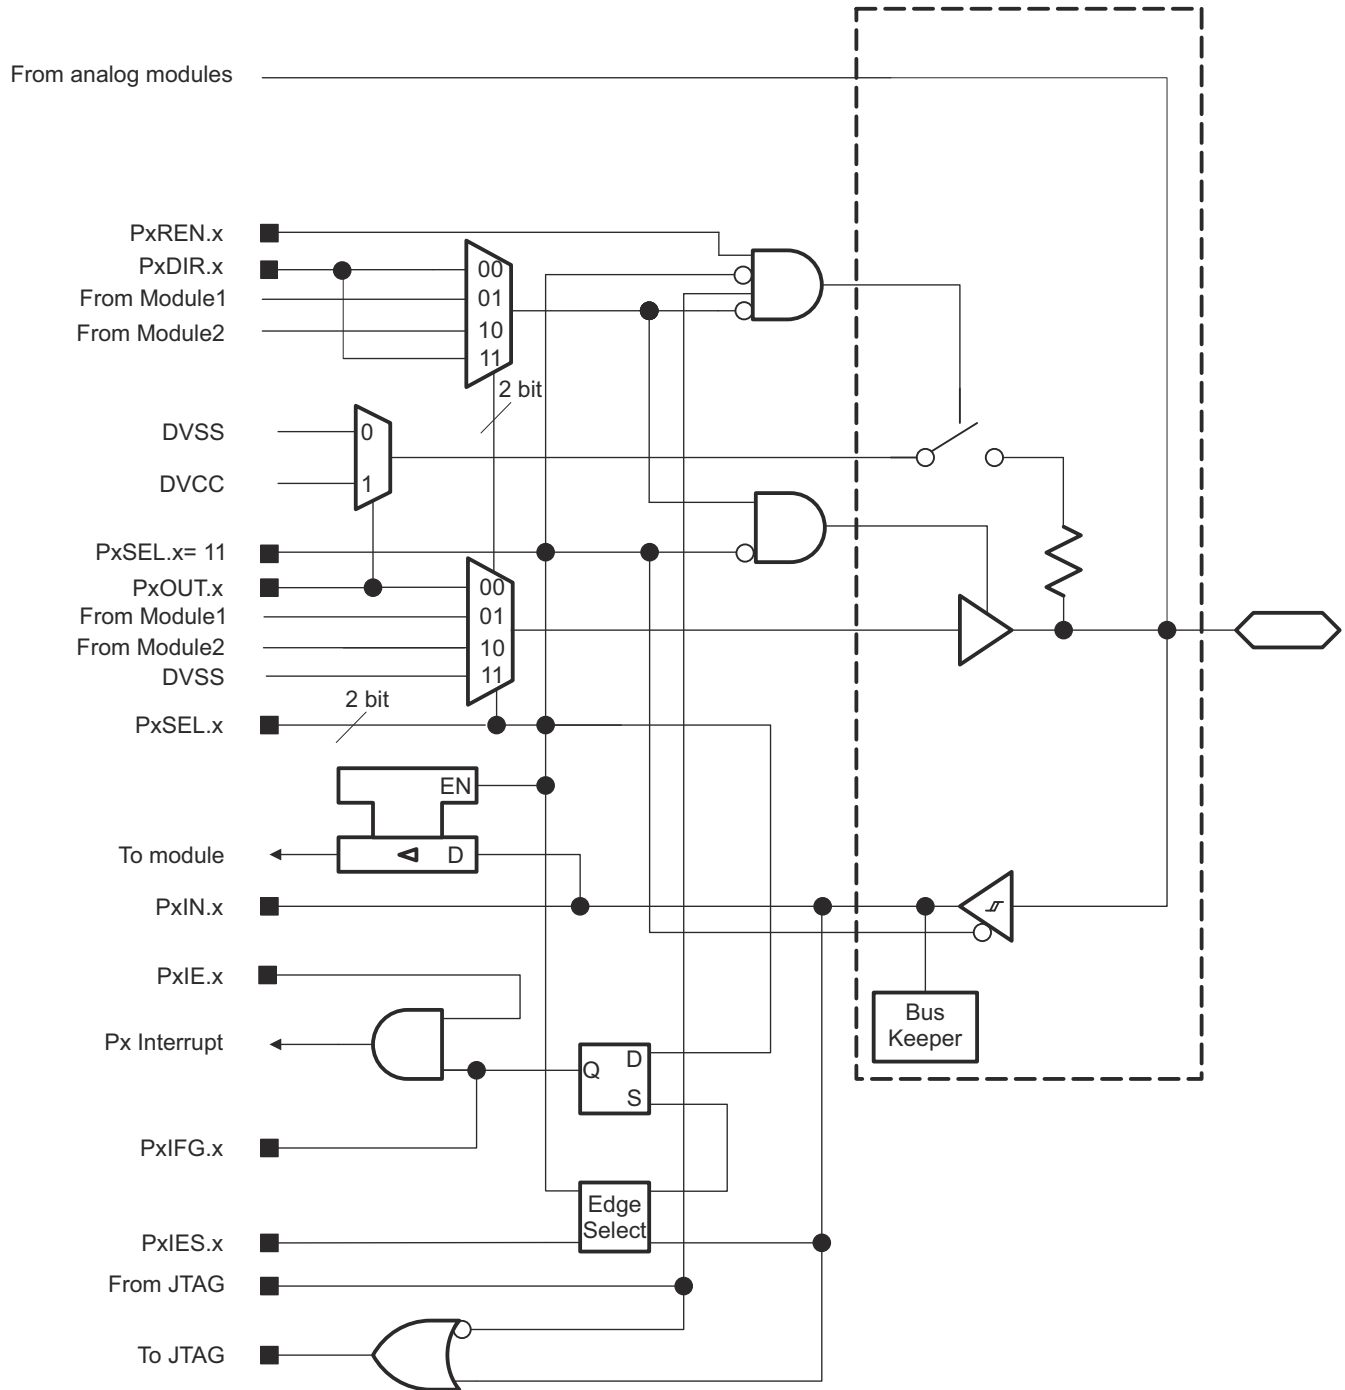 From analog modules
PxREN.x
PxDIR.x
From Module1
From Module2
00
01
10
11
2 bit
DVSS
DVCC
0
1
PxSEL.x= 11
PxOUT.x
From Module1
From Module2
DVSS
00
01
10
11
2 bit
PxSEL.x
EN
To module
D
PxIN.x
PxIE.x
Bus
Keeper
Px Interrupt
Q
D
S
PxIFG.x
Edge
Select
PxIES.x
From JTAG
To JTAG